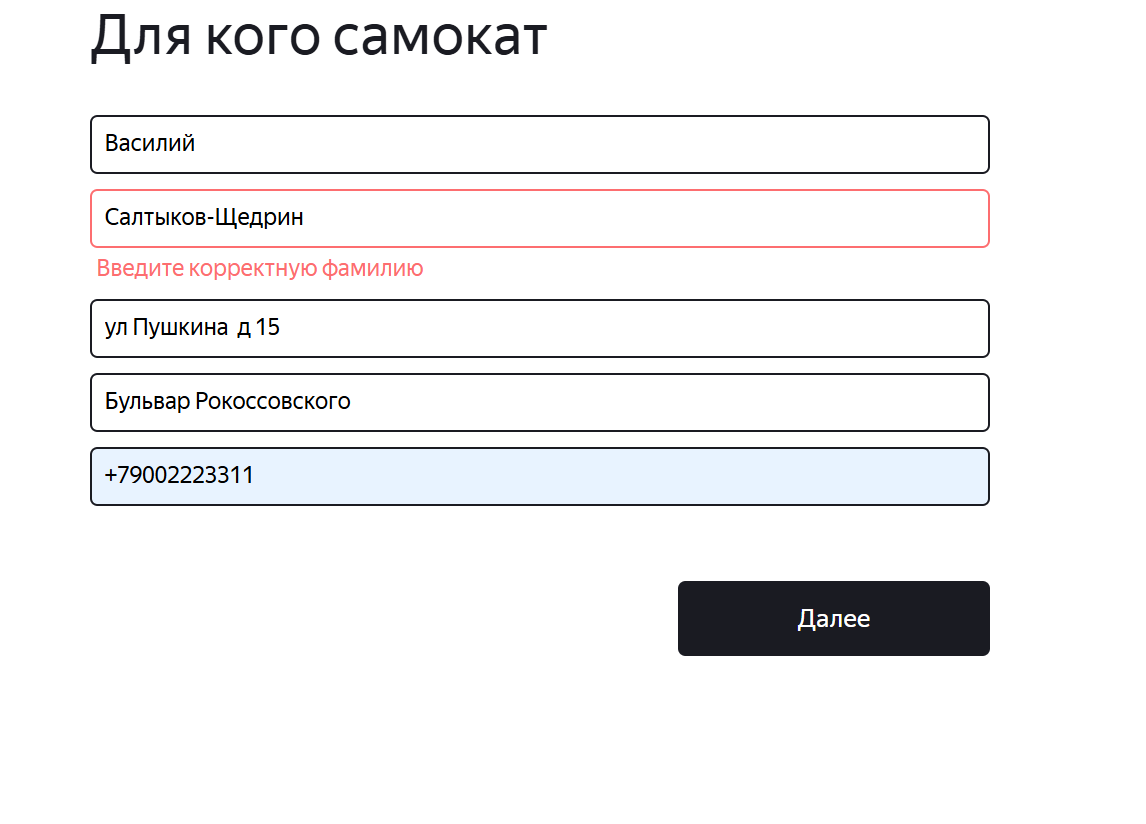 Для кого самокат
Василий
Салтыков-Щедрин
Введите корректную фамилию
ул Пушкина  д 15
Бульвар Рокоссовского
+79002223311
Далее